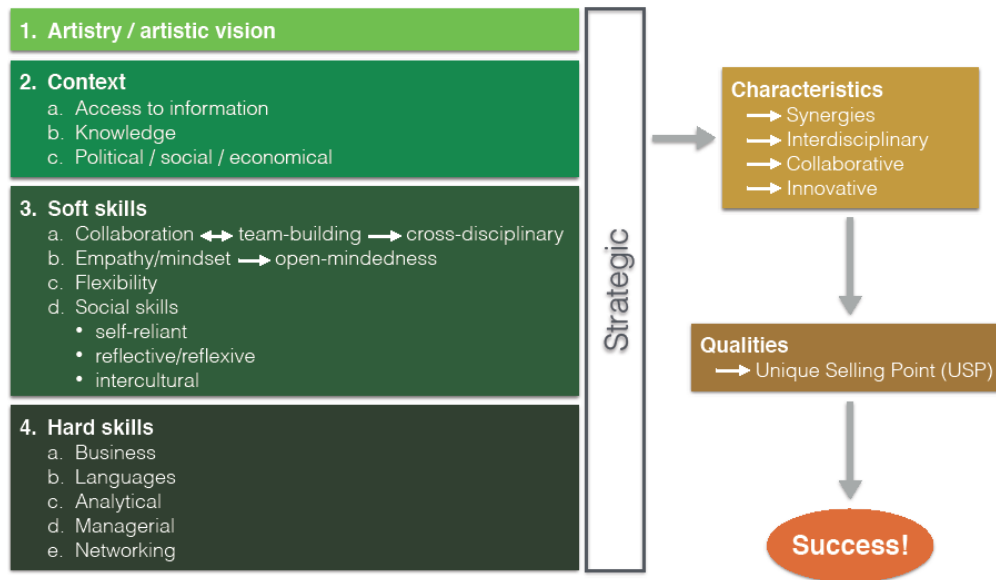 1. Artistry / artistic vision
2. Context
a. Access to information
b. Knowledge
c. Political / social / economical
3. Soft skills
a. Collaboration ↔ team-building → cross-disciplinary
b. Empathy/mindset → open-mindedness
c. Flexibility
d. Social skills
• self-reliant
• reflective/reflexive
• intercultural
4. Hard skills
a. Business
b. Languages
c. Analytical
d. Managerial
e. Networking
Strategic
Characteristics
→ Synergies
→ Interdisciplinary
→ Collaborative
→ Innovative
Qualities
→ Unique Selling Point (USP)
Success!